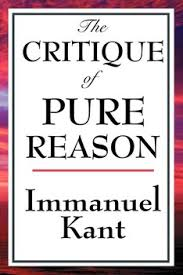 The
CRITIQUE
of
PURE
REASON
Immanuel
Kant